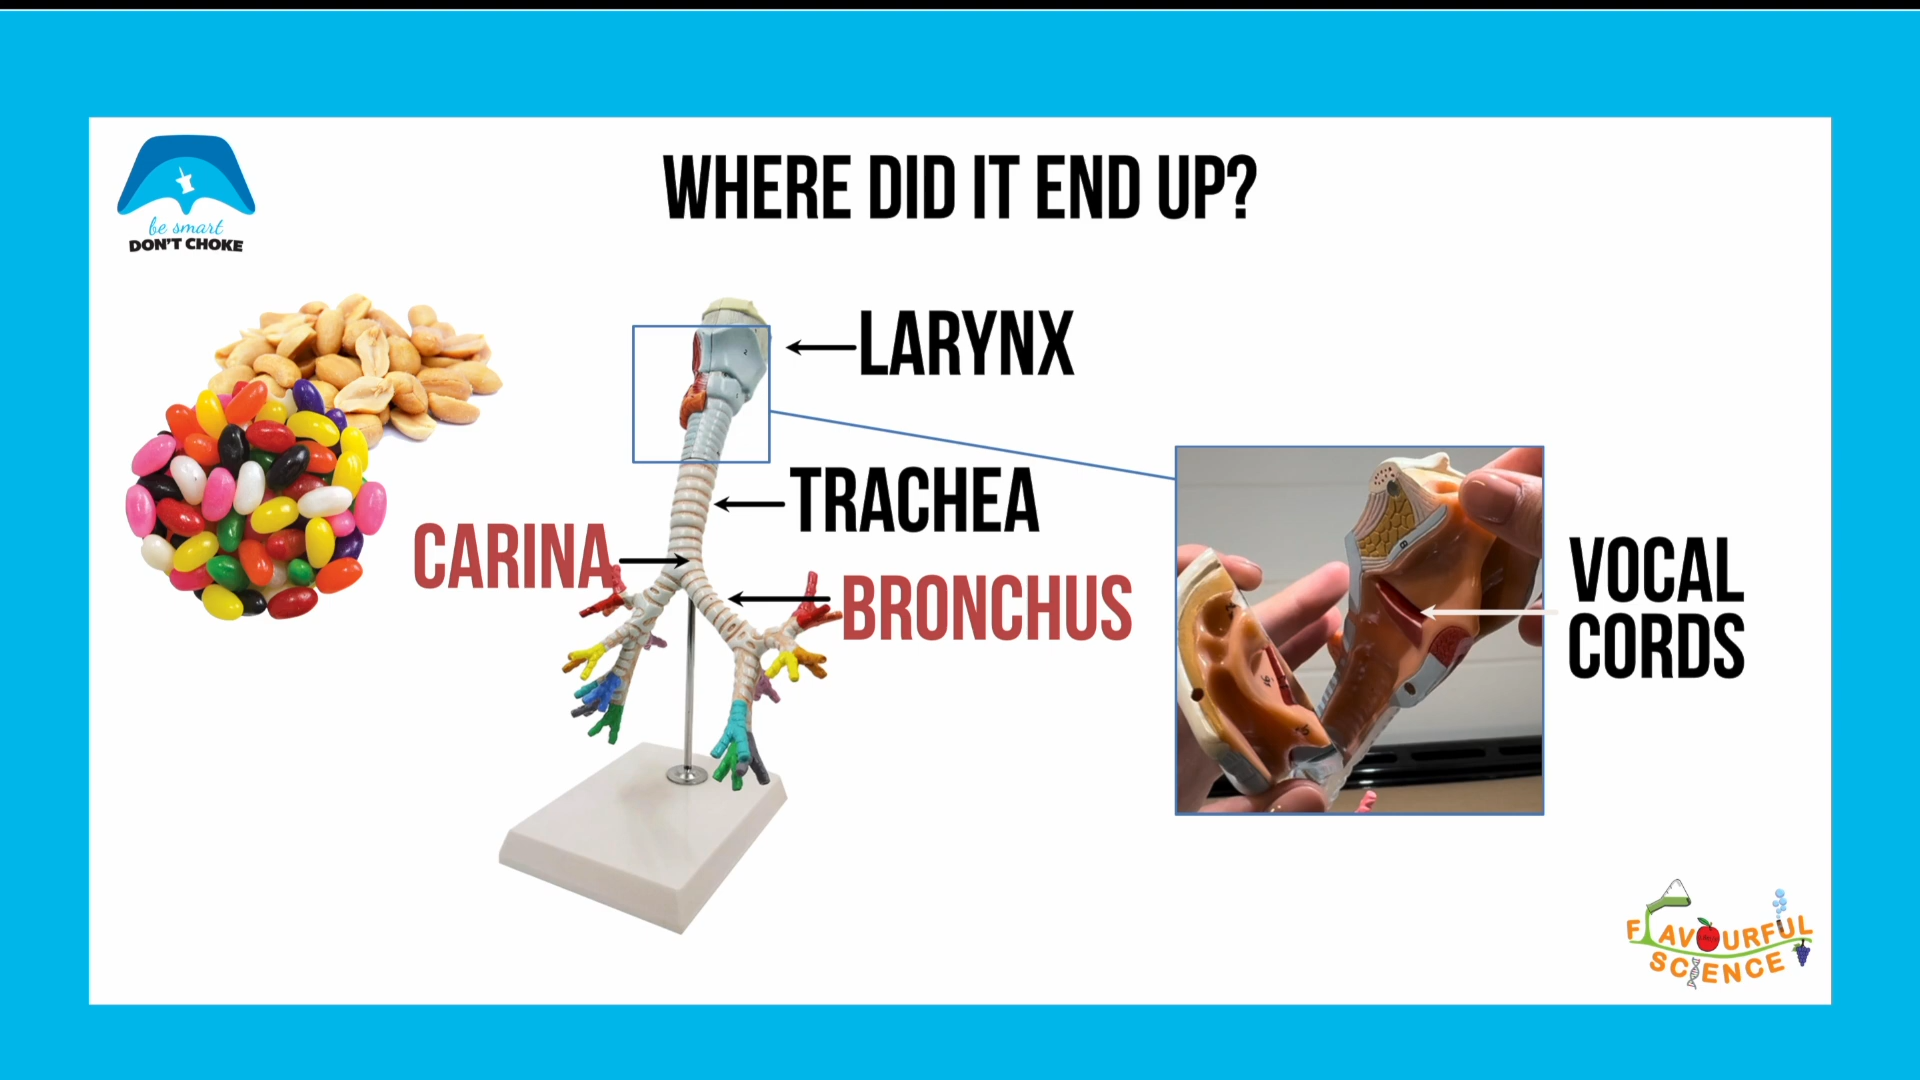 be smart
DON'T CHOKE
WHERE DID IT END UP?
LARYNX
TRACHEA
CARINA
BRONCHUS
VOCAL
CORDS
FLAVOURFUL
SCIENCE